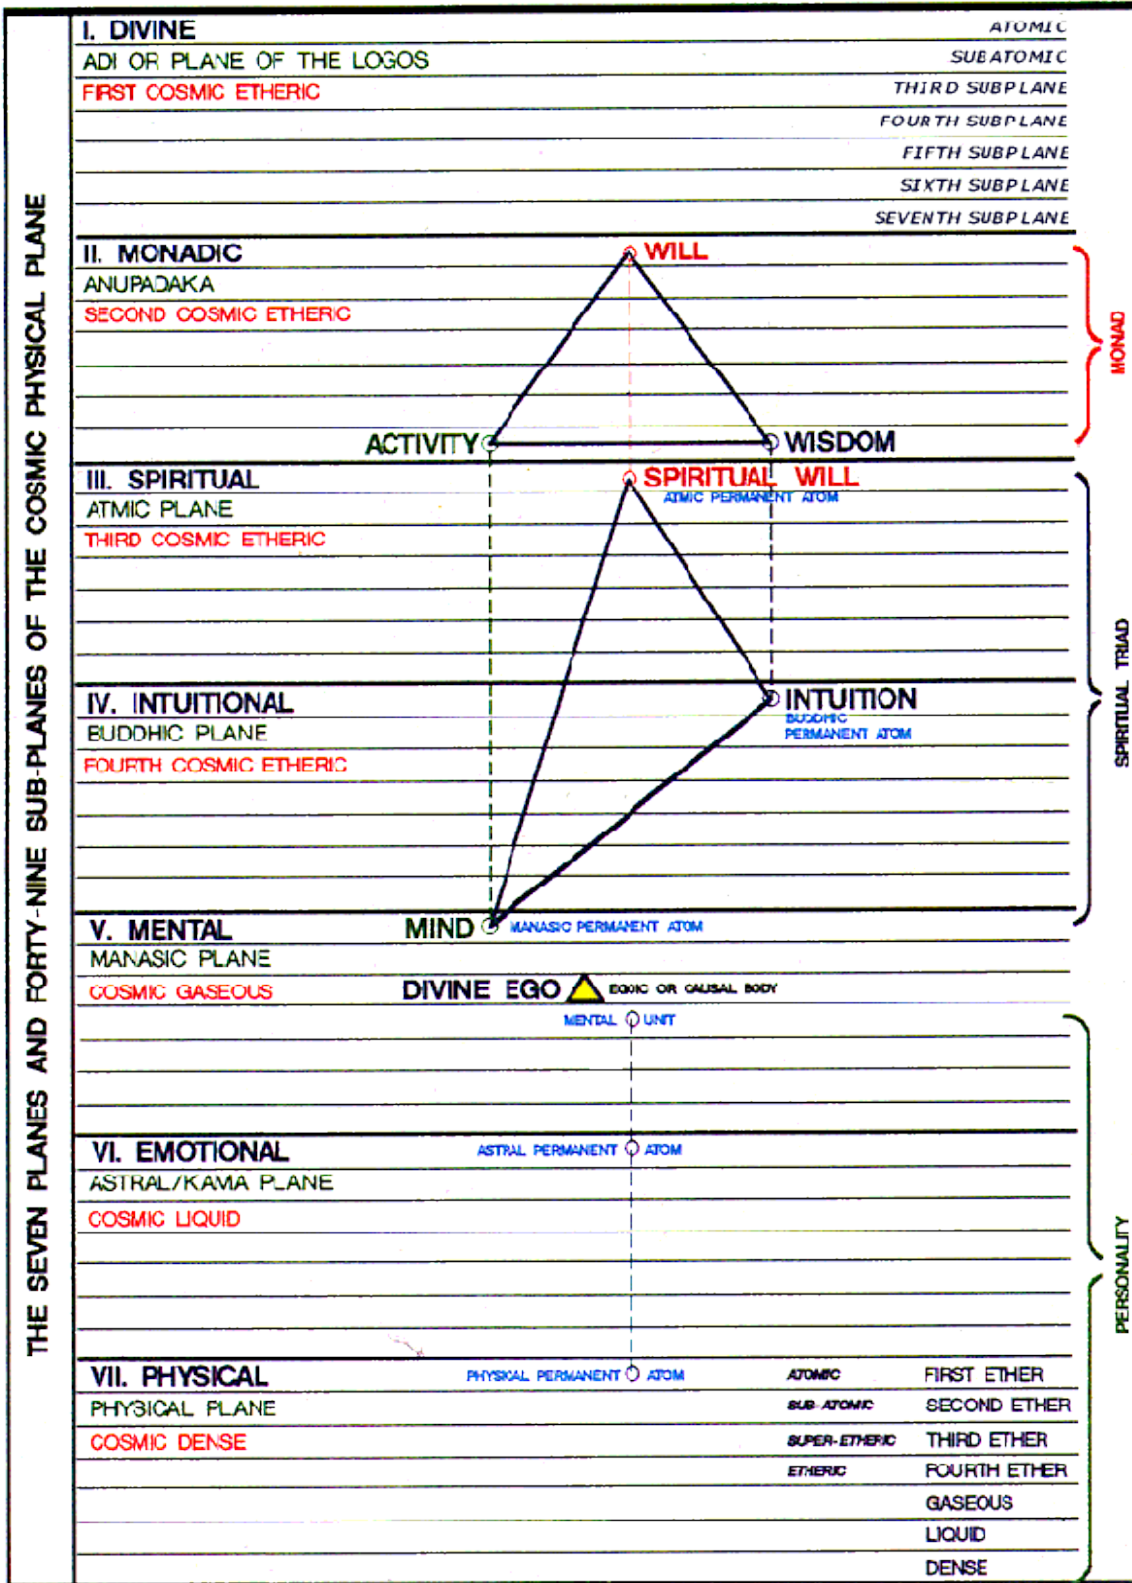 THE SEVEN PLANES AND FORTY-NINE SUB-PLANES OF THE COSMIC PHYSICAL PLANE
I. DIVINE
ATOMIC
ADI OR PLANE OF THE LOGOS
SUBATOMIC
FIRST COSMIC ETHERIC
THIRD SUBPLANE
FOURTH SUBPLANE
FIFTH SUBPLANE
SIXTH SUBPLANE
SEVENTH SUBPLANE
II. MONADIC
WILL
ANUPADAKA
SECOND COSMIC ETHERIC
MONAD
ACTIVITY
WISDOM
III. SPIRITUAL
SPIRITUAL WILL
ATMIC PERMANENT ATOM
ATMIC PLANE
THIRD COSMIC ETHERIC
SPIRITUAL TRIAD
IV. INTUITIONAL
INTUITION
BUDDHIC
PERMANENT ATOM
BUDDHIC PLANE
FOURTH COSMIC ETHERIC
V. MENTAL
MIND
MANASIC PERMANENT ATOM
MANASIC PLANE
COSMIC GASEOUS
DIVINE EGO
EGOIC OR CAUSAL BODY
MENTAL UNIT
VI. EMOTIONAL
ASTRAL PERMANENT ATOM
ASTRAL/KAMA PLANE
COSMIC LIQUID
PERSONALITY
VII. PHYSICAL
PHYSICAL PERMANENT ATOM
ATOMIC
FIRST ETHER
PHYSICAL PLANE
SUB-ATOMIC
SECOND ETHER
COSMIC DENSE
SUPER-ETHERIC
THIRD ETHER
ETHERIC
FOURTH ETHER
GASEOUS
LIQUID
DENSE